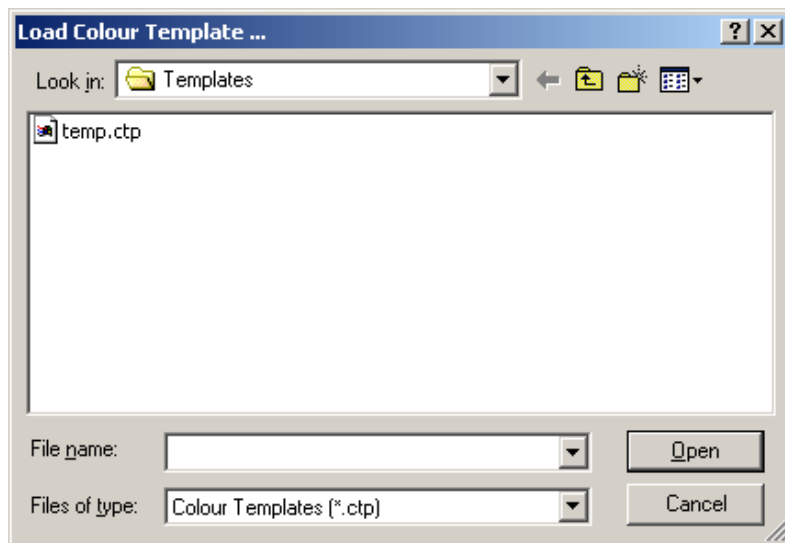 Load Colour Template ...
Look in: Templates
temp.ctp
File name: Open
Files of type: Colour Templates (*.ctp) Cancel